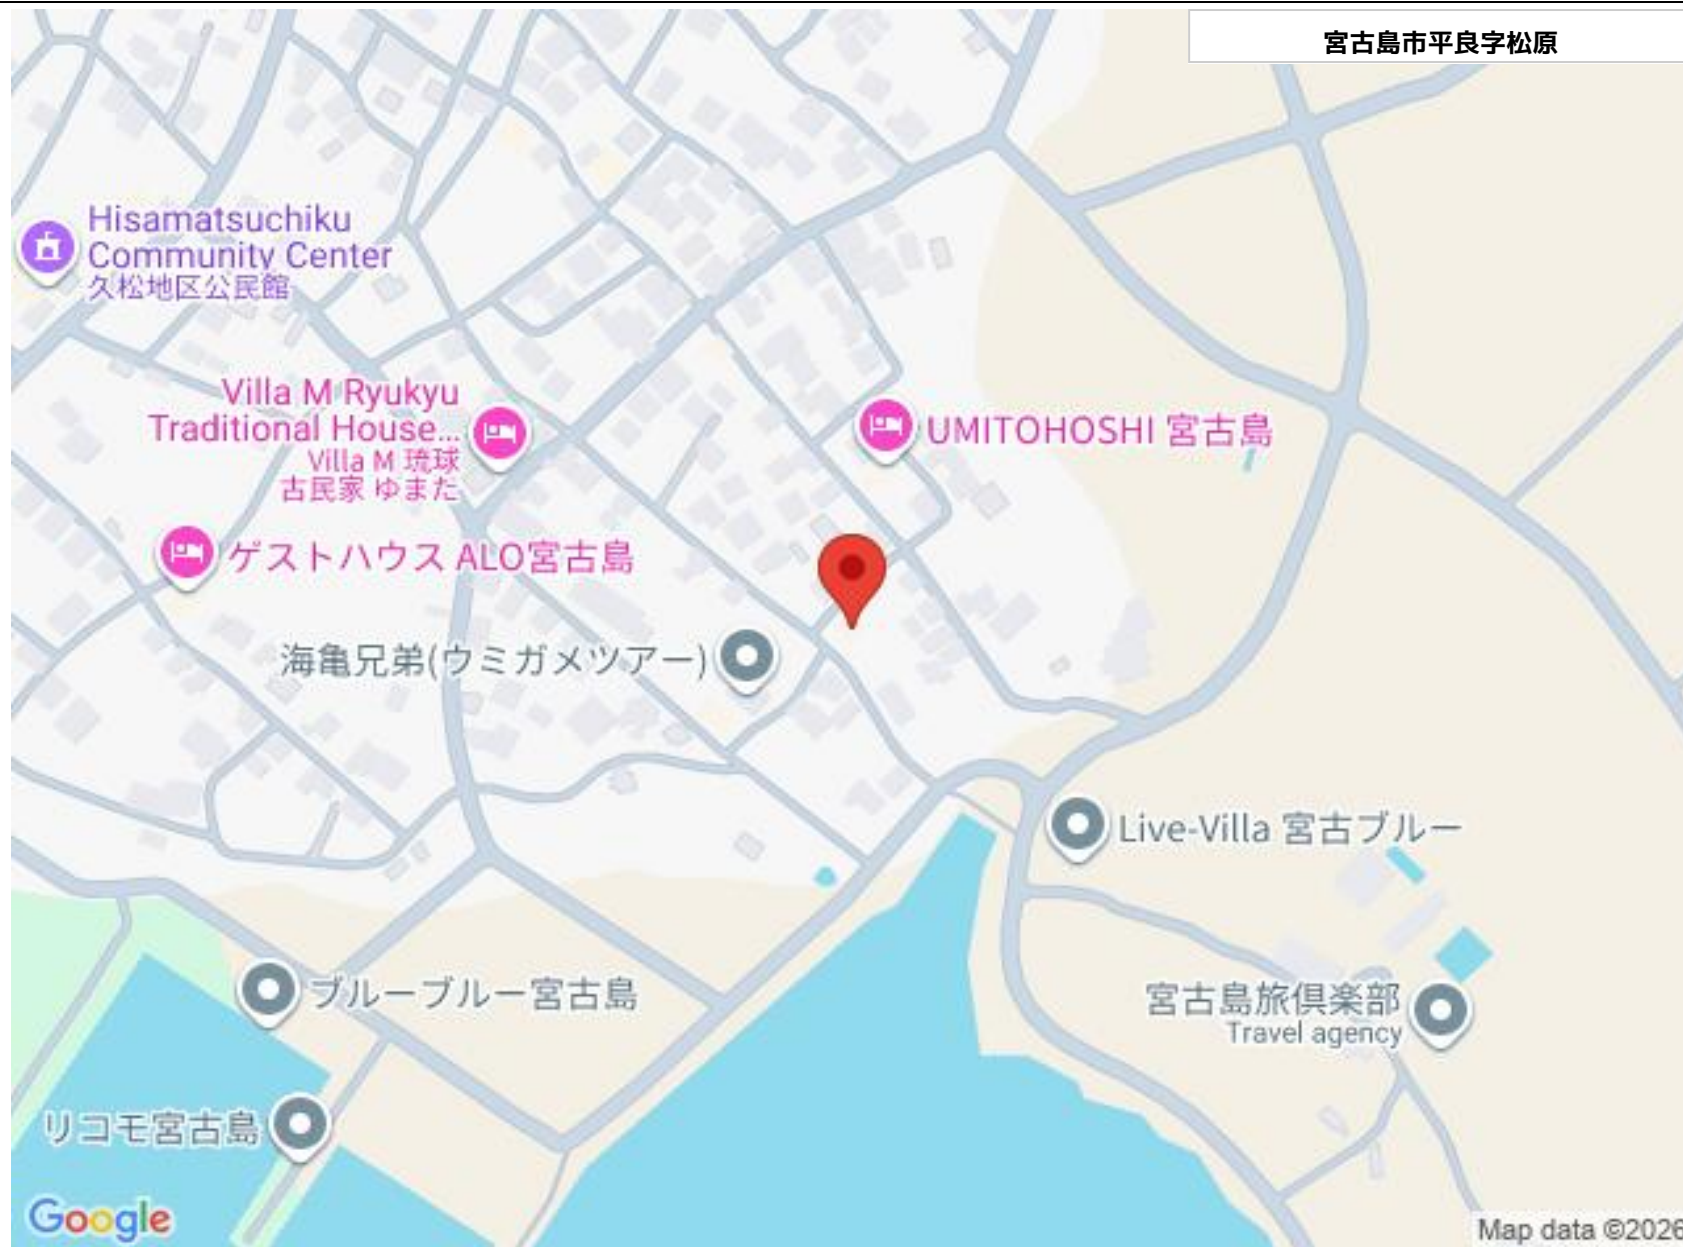 宮古島市平良字松原
Hisamatsuchiku
Community Center
久松地区公民館
Villa M Ryukyu
Traditional House...
Villa M 琉球
古民家 ゆまた
UMITOHOSHI 宮古島
ゲストハウス ALO宮古島
海亀兄弟(ウミガメツアー)
Live-Villa 宮古ブルー
ブルーブルー宮古島
宮古島旅倶楽部
Travel agency
リコモ宮古島
Google
Map data ©2026